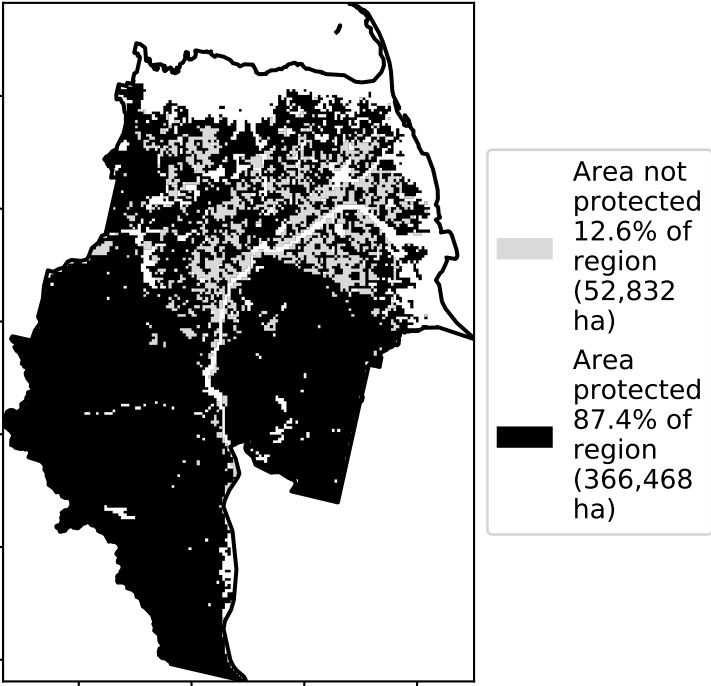 Area not
protected
12.6% of
region
(52,832
ha)
Area
protected
87.4% of
region
(366,468
ha)